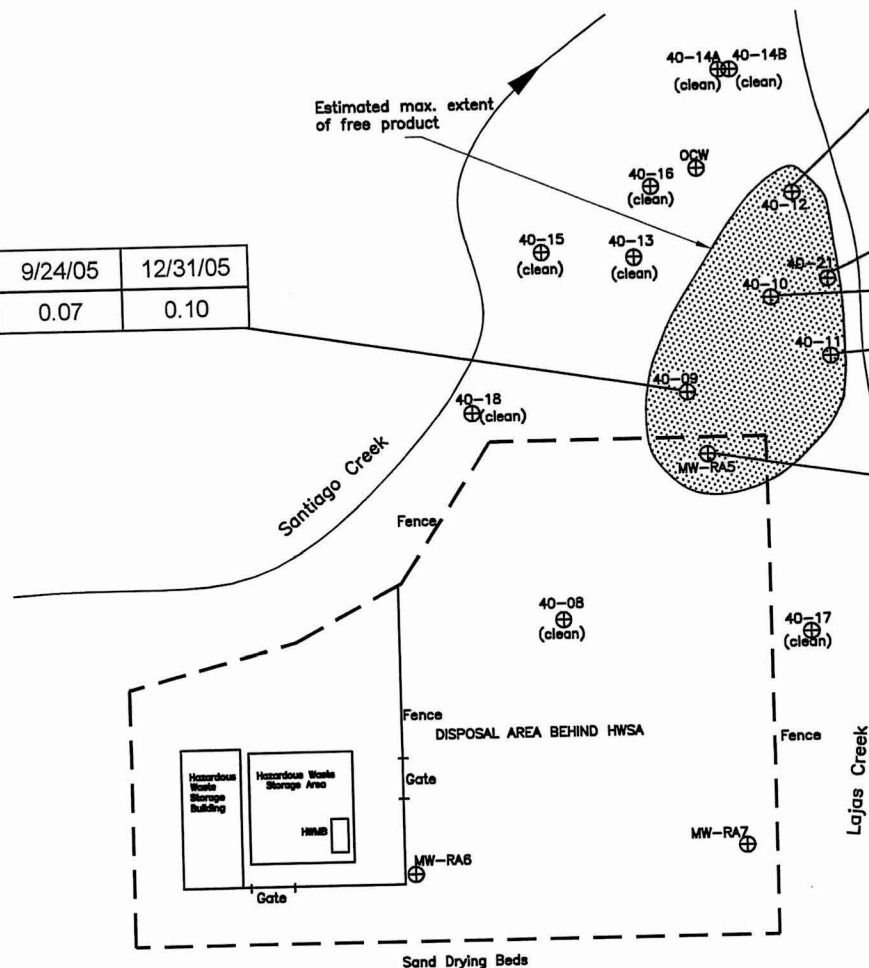 40-14A 40-14B
(clean) (clean)
Estimated max. extent
of free product
OCW
40-16
(clean)
40-12
40-15
(clean)
40-13
(clean)
40-21
40-10
9/24/05 12/31/05
0.07 0.10
40-11
40-09
40-18
(clean)
MW-RA5
Santiago Creek
Fence
40-08
(clean)
40-17
(clean)
Fence
DISPOSAL AREA BEHIND HWSA
Fence
Lajas Creek
Hazardous
Waste
Storage
Building
Hazardous Waste
Storage Area
Gate
HWMB
MW-RA7
MW-RA6
Gate
Sand Drying Beds